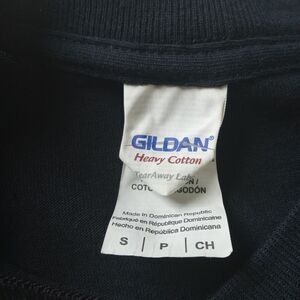 GILDAN®
Heavy Cotton
TearAway Label
COTON/ALGODÓN
Made in Dominican Republic
Fabriqué en République Dominicaine
Hecho en República Dominicana
S | P | CH